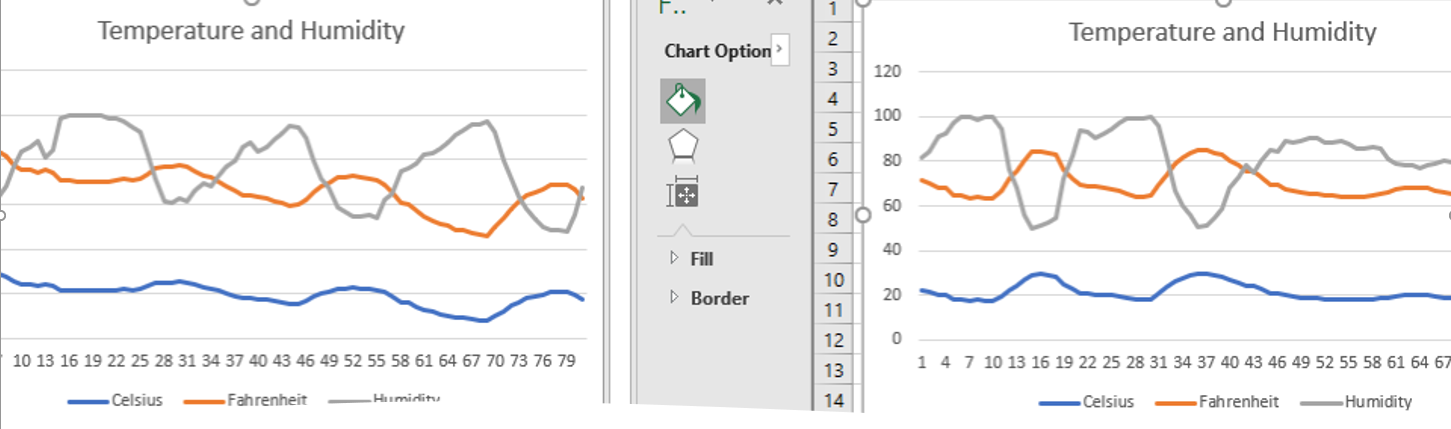 Temperature and Humidity
10 13 16 19 22 25 28 31 34 37 40 43 46 49 52 55 58 61 64 67 70 73 76 79
Celsius Fahrenheit Humidity
F..
Chart Option
Fill
Border
1
2
3
4
5
6
7
8
9
10
11
12
13
14
Temperature and Humidity
120
100
80
60
40
20
0
1 4 7 10 13 16 19 22 25 28 31 34 37 40 43 46 49 52 55 58 61 64 67
Celsius Fahrenheit Humidity